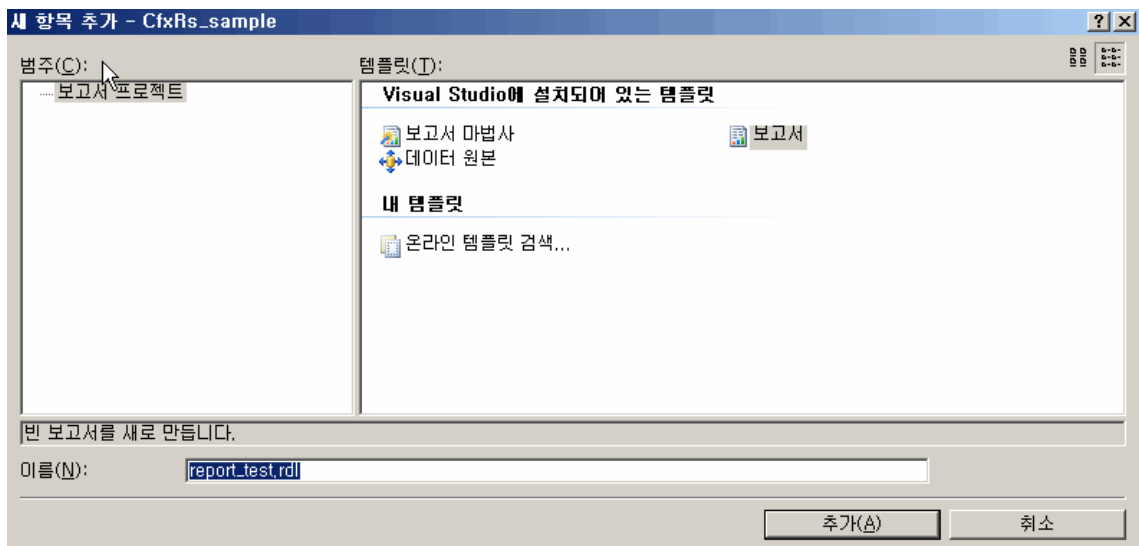 새 항목 추가 - CfxRs_sample
범주(C):
템플릿(T):
보고서 프로젝트
Visual Studio에 설치되어 있는 템플릿
보고서 마법사
보고서
데이터 원본
내 템플릿
온라인 템플릿 검색...
빈 보고서를 새로 만듭니다.
이름(N):
report_test.rdl
추가(A)
취소